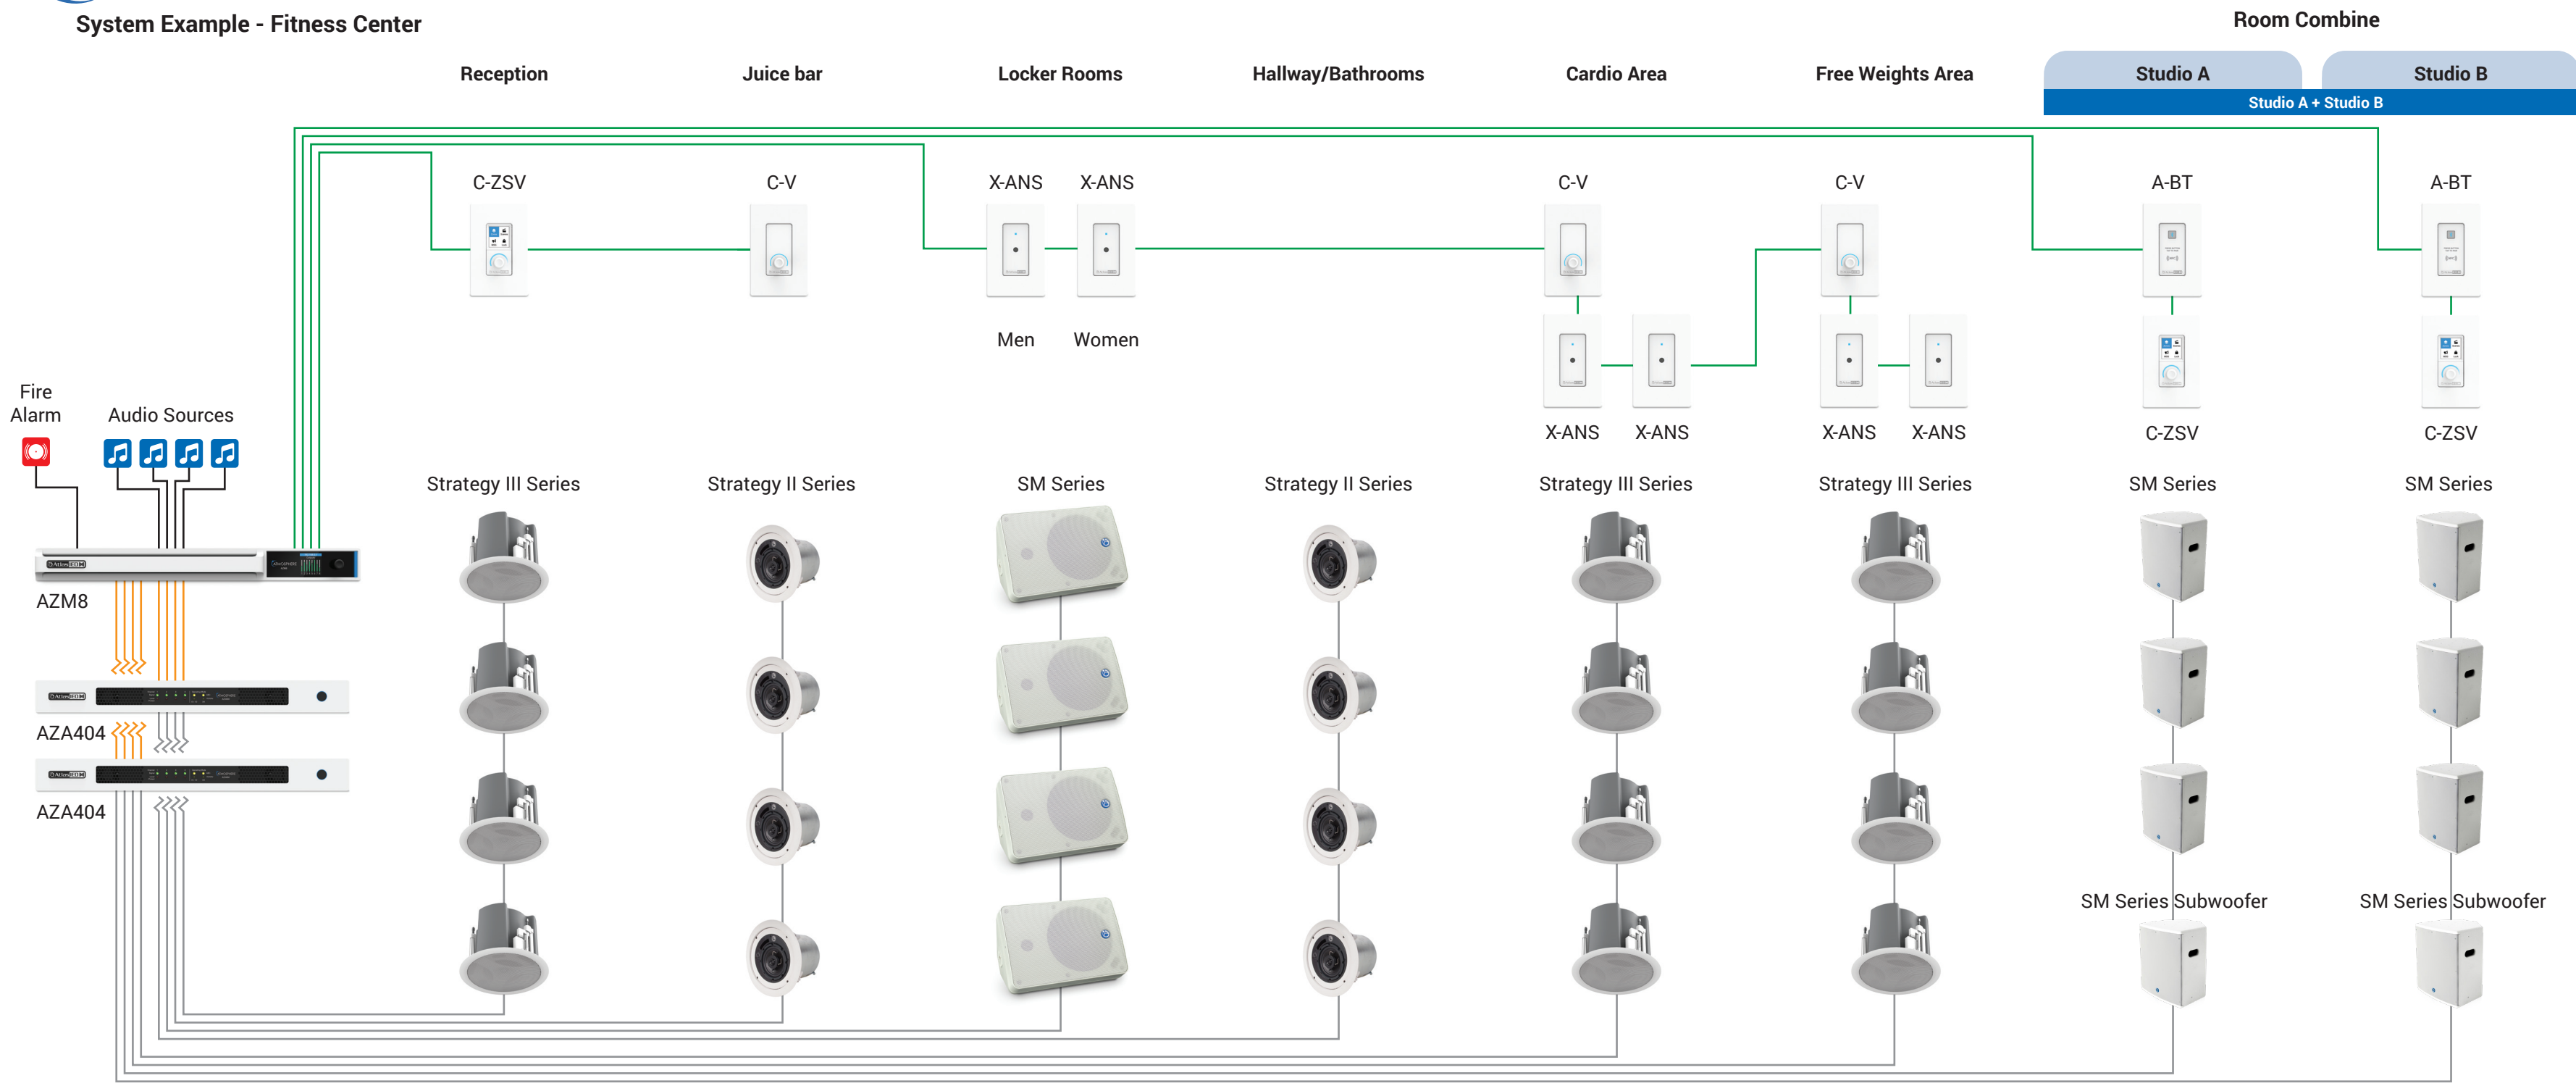 System Example - Fitness Center
Room Combine
Reception
Juice bar
Locker Rooms
Hallway/Bathrooms
Cardio Area
Free Weights Area
Studio A
Studio B
Studio A + Studio B
C-ZSV
C-V
X-ANS
X-ANS
C-V
C-V
A-BT
A-BT
Men
Women
Fire
Alarm
Audio Sources
X-ANS
X-ANS
X-ANS
X-ANS
C-ZSV
C-ZSV
Strategy III Series
Strategy II Series
SM Series
Strategy II Series
Strategy III Series
Strategy III Series
SM Series
SM Series
AtlasIED
AZM8
AtlasIED
AZA404
AtlasIED
AZA404
SM Series Subwoofer
SM Series Subwoofer